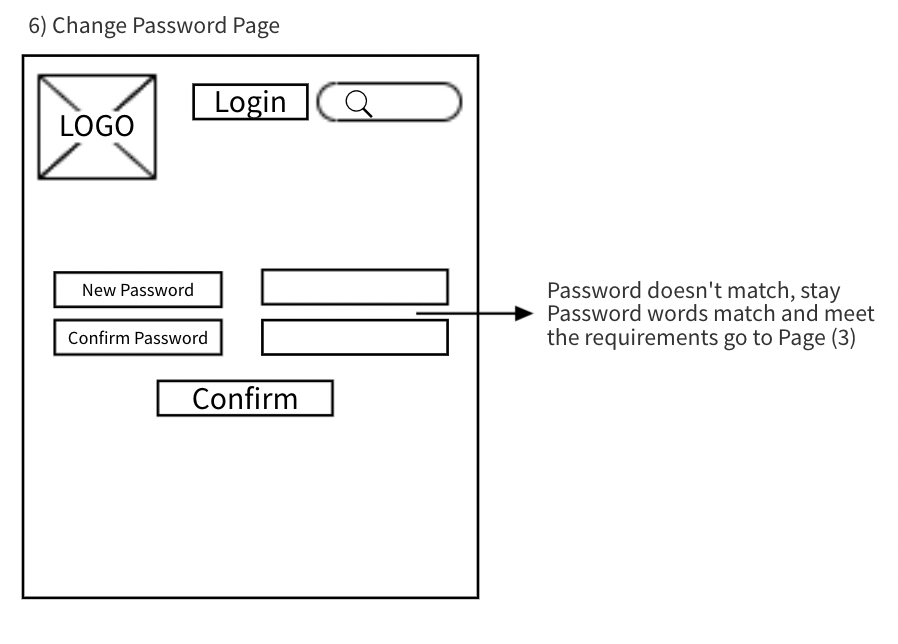 6) Change Password Page
LOGO
Login
New Password
Confirm Password
Confirm
Password doesn't match, stay
Password words match and meet
the requirements go to Page (3)